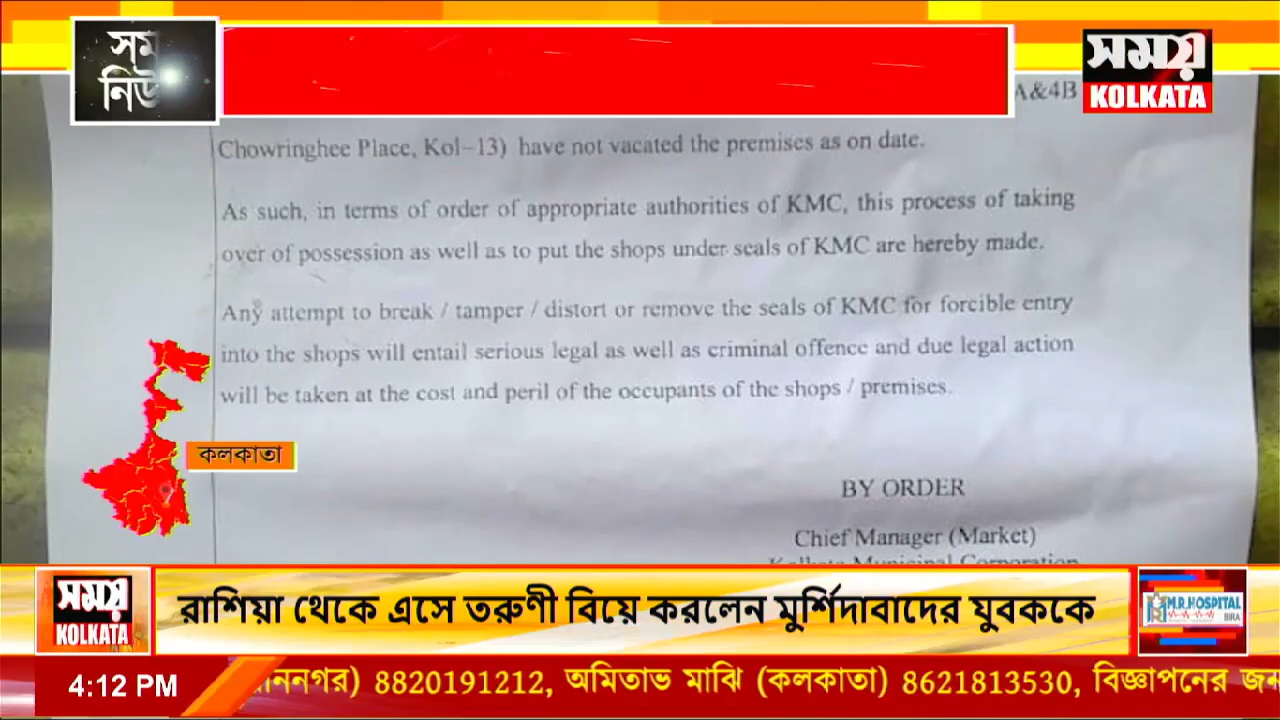 সময়
KOLKATA
A&4B
Chowringhee Place, Kol-13) have not vacated the premises as on date.
As such, in terms of order of appropriate authorities of KMC, this process of taking
over of possession as well as to put the shops under seals of KMC are hereby made.
Any attempt to break / tamper / distort or remove the seals of KMC for forcible entry
into the shops will entail serious legal as well as criminal offence and due legal action
will be taken at the cost and peril of the occupants of the shops / premises.
কলকাতা
BY ORDER
Chief Manager (Market)
Kolkata Municipal Corporation
সময়
KOLKATA
রাশিয়া থেকে এসে তরুণী বিয়ে করলেন মুর্শিদাবাদের যুবককে
M.R.HOSPITAL
BIRA
4:12 PM
াননগর) 8820191212, অমিতাভ মাঝি (কলকাতা) 8621813530, বিজ্ঞাপনের জন